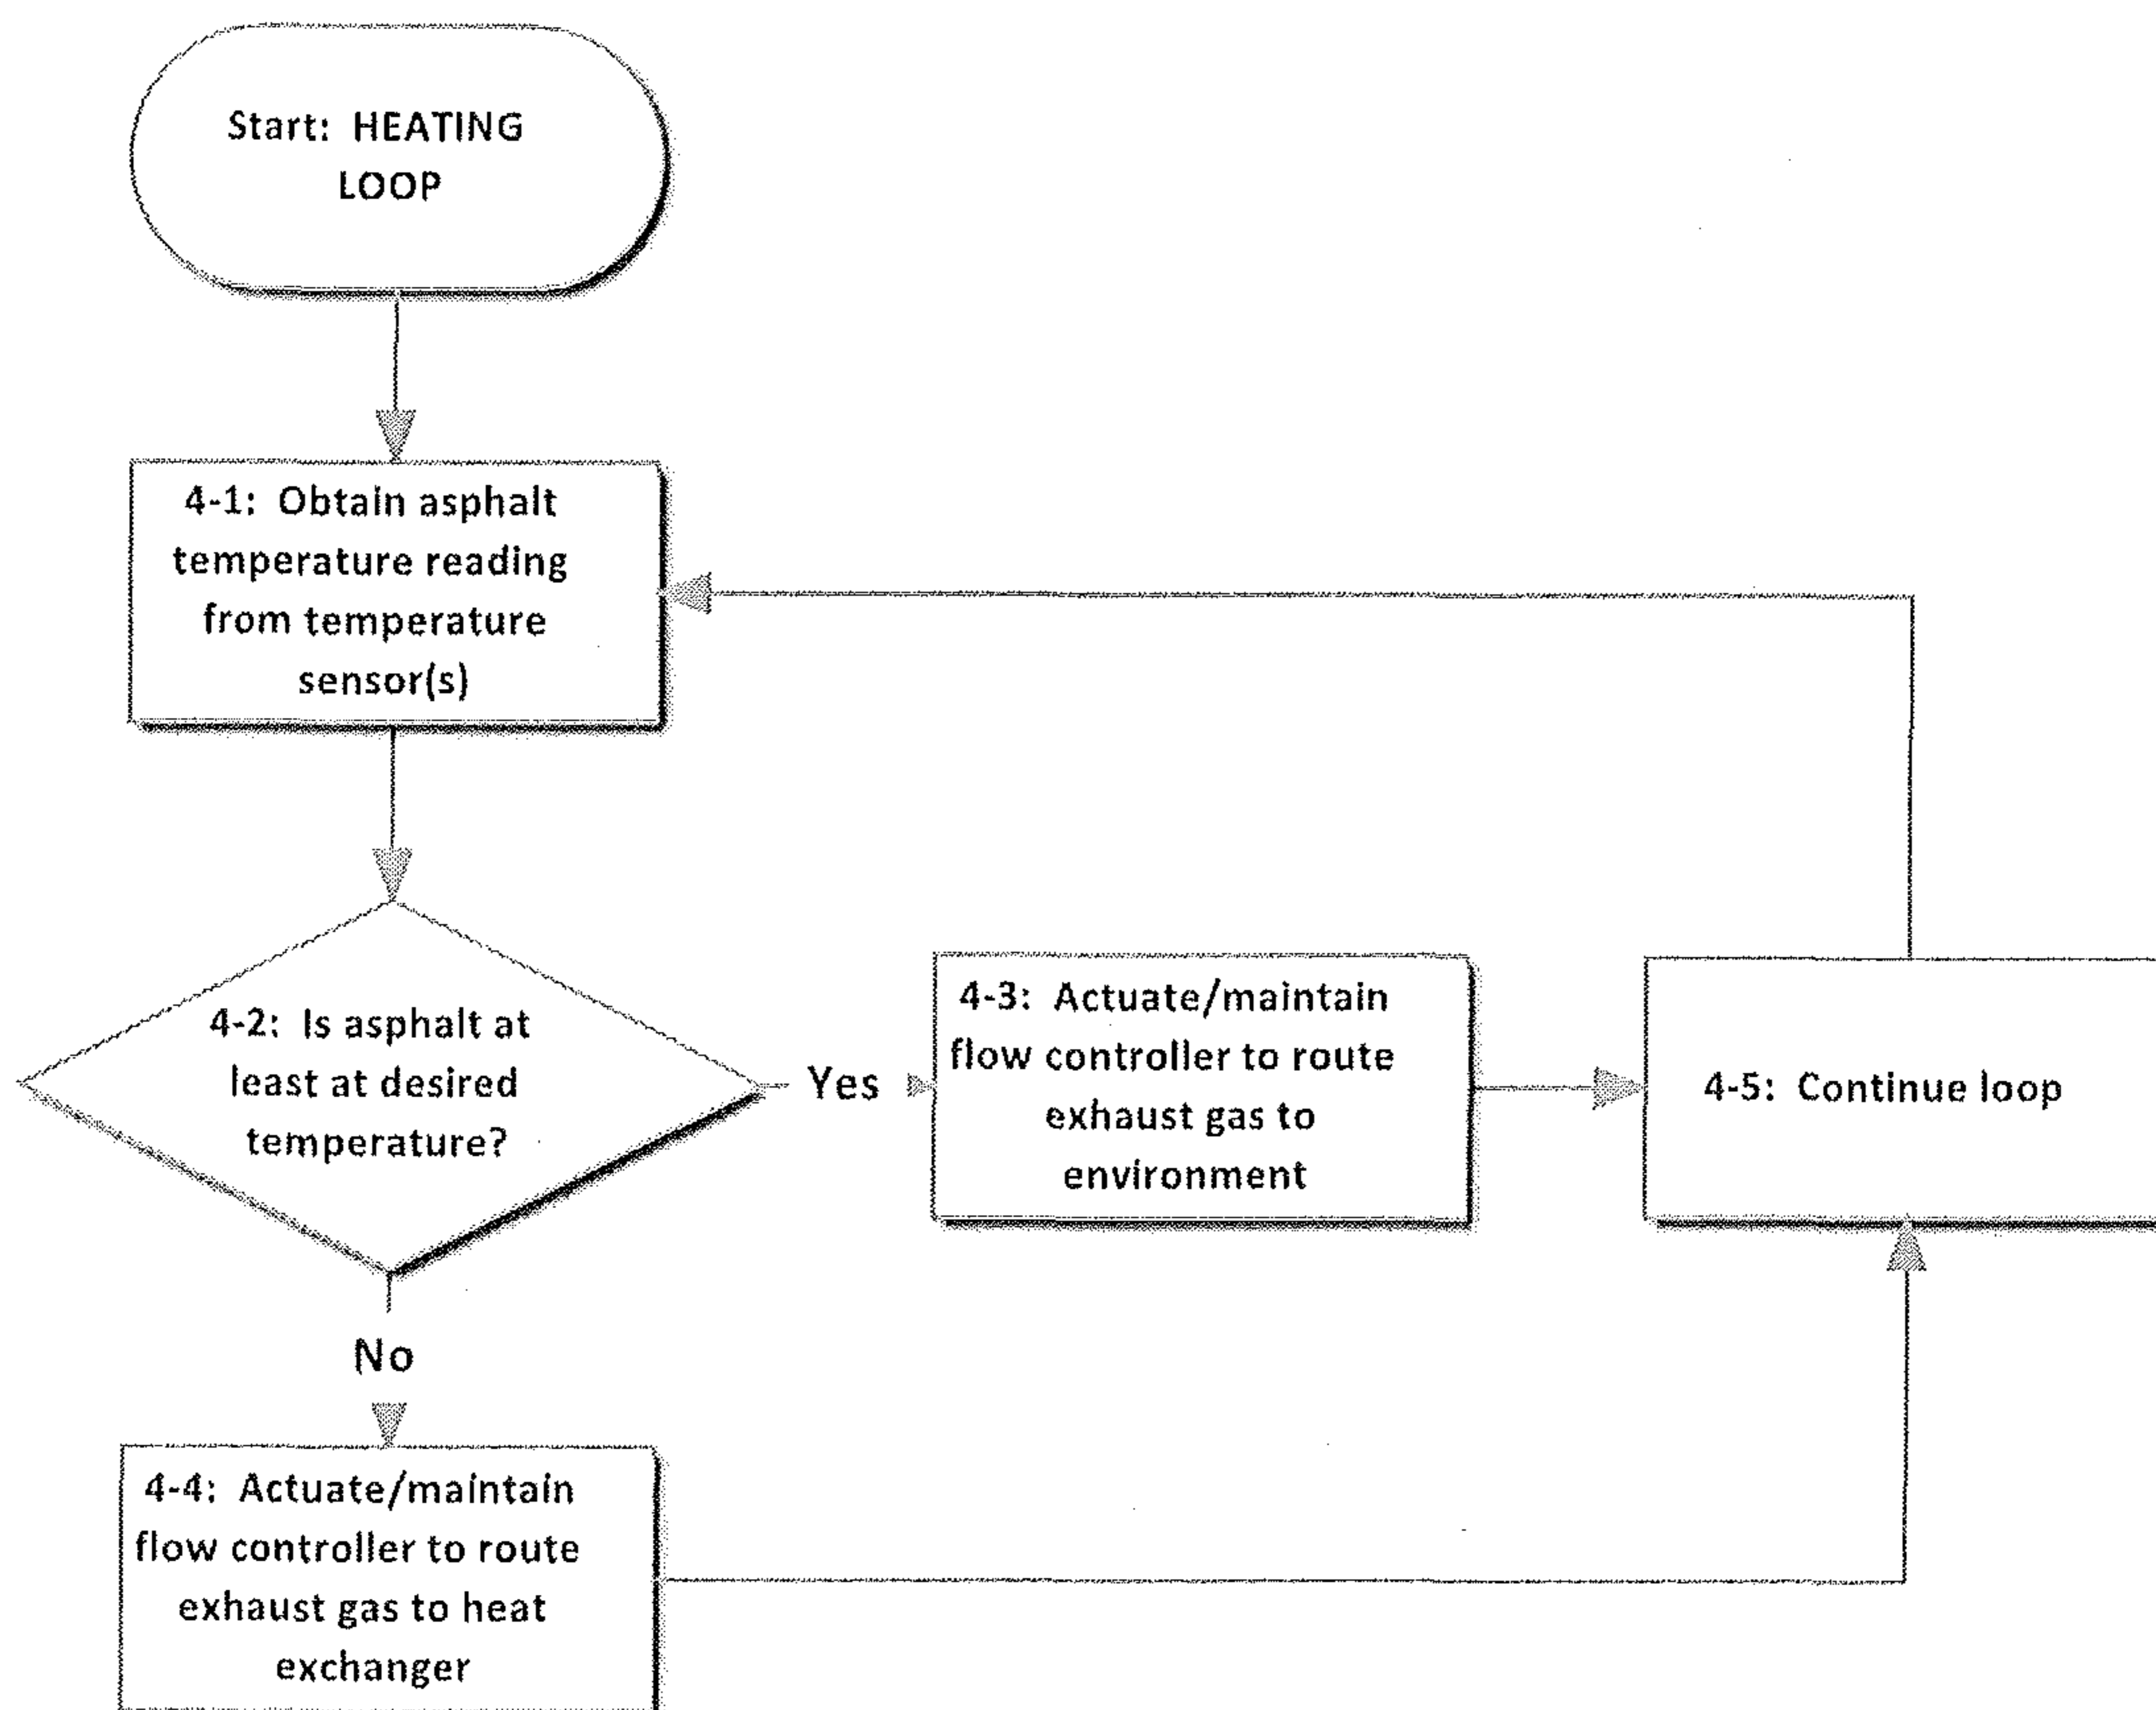 Start: HEATING
LOOP
4-1: Obtain asphalt
temperature reading
from temperature
sensor(s)
4-2: Is asphalt at
least at desired
temperature?
Yes
4-3: Actuate/maintain
flow controller to route
exhaust gas to
environment
4-5: Continue loop
No
4-4: Actuate/maintain
flow controller to route
exhaust gas to heat
exchanger